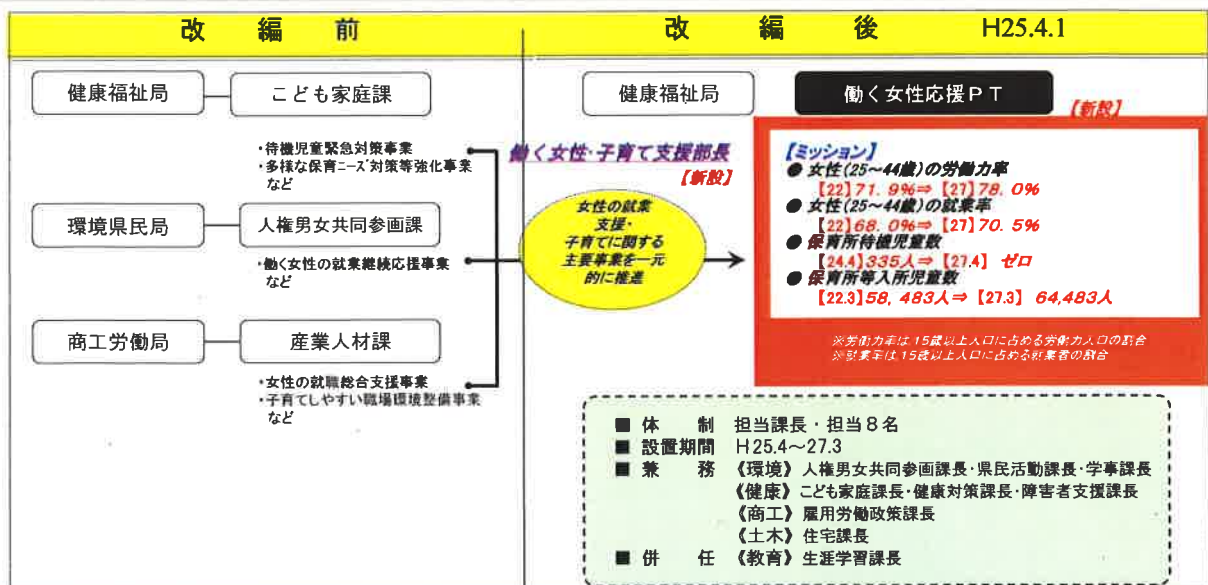 改編前
改編後 H25.4.1
健康福祉局
こども家庭課
・待機児童緊急対策事業
・多様な保育ニーズ対策等強化事業
など
環境県民局
人権男女共同参画課
・働く女性の就業継続応援事業
など
商工労働局
産業人材課
・女性の就職総合支援事業
・子育てしやすい職場環境整備事業
など
健康福祉局
働く女性応援PT
【新設】
働く女性・子育て支援部長
【新設】
女性の就業
支援・
子育てに関する
主要事業を一元
的に推進
【ミッション】
● 女性(25～44歳)の労働力率
【22】71.9%⇒【27】78.0%
● 女性(25～44歳)の就業率
【22】68.0%⇒【27】70.5%
● 保育所待機児童数
【24.4】335人⇒【27.4】ゼロ
● 保育所等入所児童数
【22.3】58,483人⇒【27.3】64,483人
※労働力率は15歳以上人口に占める労働力人口の割合
※就業率は15歳以上人口に占める就業者の割合
■ 体 制 担当課長・担当8名
■ 設置期間 H25.4～27.3
■ 兼 務 《環境》人権男女共同参画課長・県民活動課長・学事課長
《健康》こども家庭課長・健康対策課長・障害者支援課長
《商工》雇用労働政策課長
《土木》住宅課長
■ 併 任 《教育》生涯学習課長